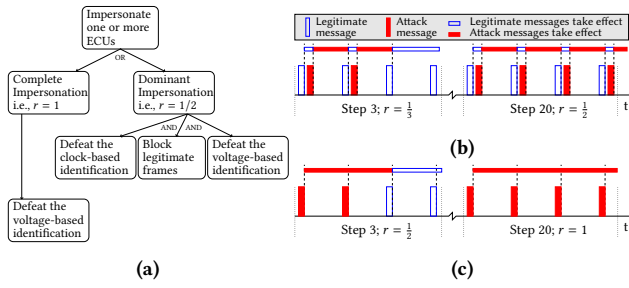 Impersonate
one or more
ECUs
OR
Complete
Impersonation
i.e., r = 1
Dominant
Impersonation
i.e., r = 1/2
AND AND
Defeat the
clock-based
identification
Block
legitimate
frames
Defeat the
voltage-based
identification
Defeat the
voltage-based
identification
(a)
Legitimate
message
Attack
message
Legitimate messages take effect
Attack messages take effect
Step 3; r = 1/3
Step 20; r = 1/2
t
(b)
Step 3; r = 1/2
Step 20; r = 1
t
(c)